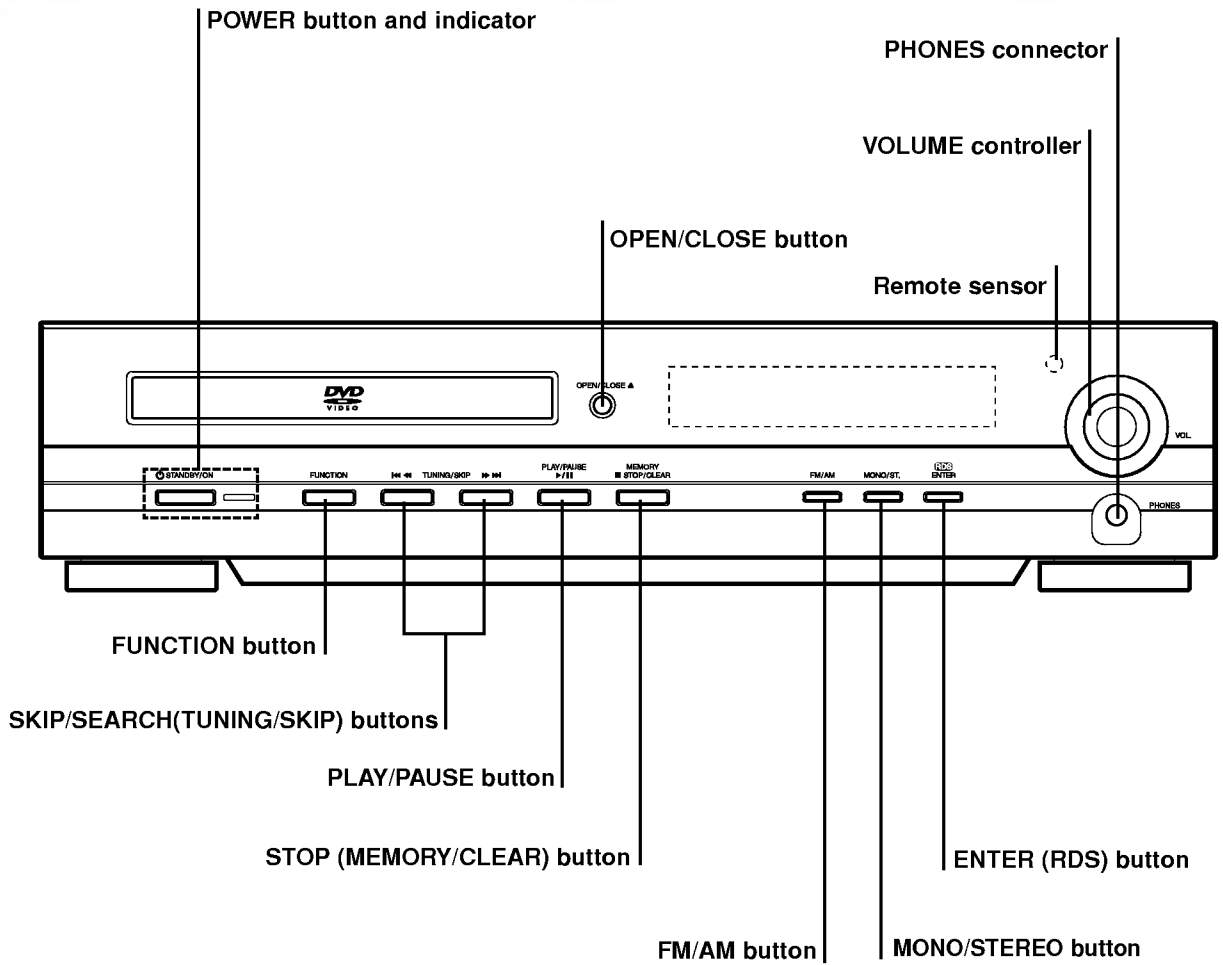 POWER button and indicator
PHONES connector
VOLUME controller
OPEN/CLOSE button
Remote sensor
DVD
VIDEO
OPEN/CLOSE ▲
VOL.
STANDBY/ON
FUNCTION
TUNING/SKIP
PLAY/PAUSE
MEMORY
■ STOP/CLEAR
FM/AM
MONO/ST.
RDS
ENTER
PHONES
FUNCTION button
SKIP/SEARCH(TUNING/SKIP) buttons
PLAY/PAUSE button
STOP (MEMORY/CLEAR) button
ENTER (RDS) button
FM/AM button
MONO/STEREO button